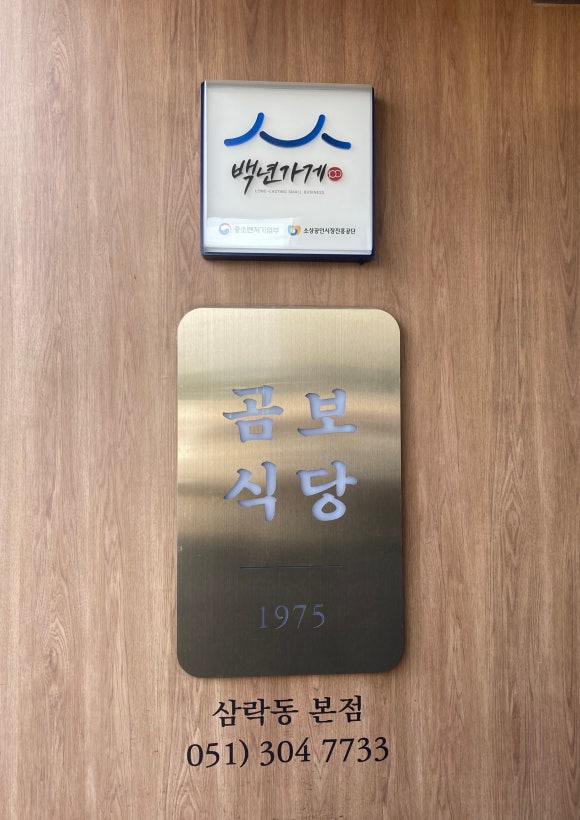 백년가게
LONG-LASTING SMALL BUSINESS
중소벤처기업부 소상공인시장진흥공단
곰보
식당
1975
삼락동 본점
051) 304 7733